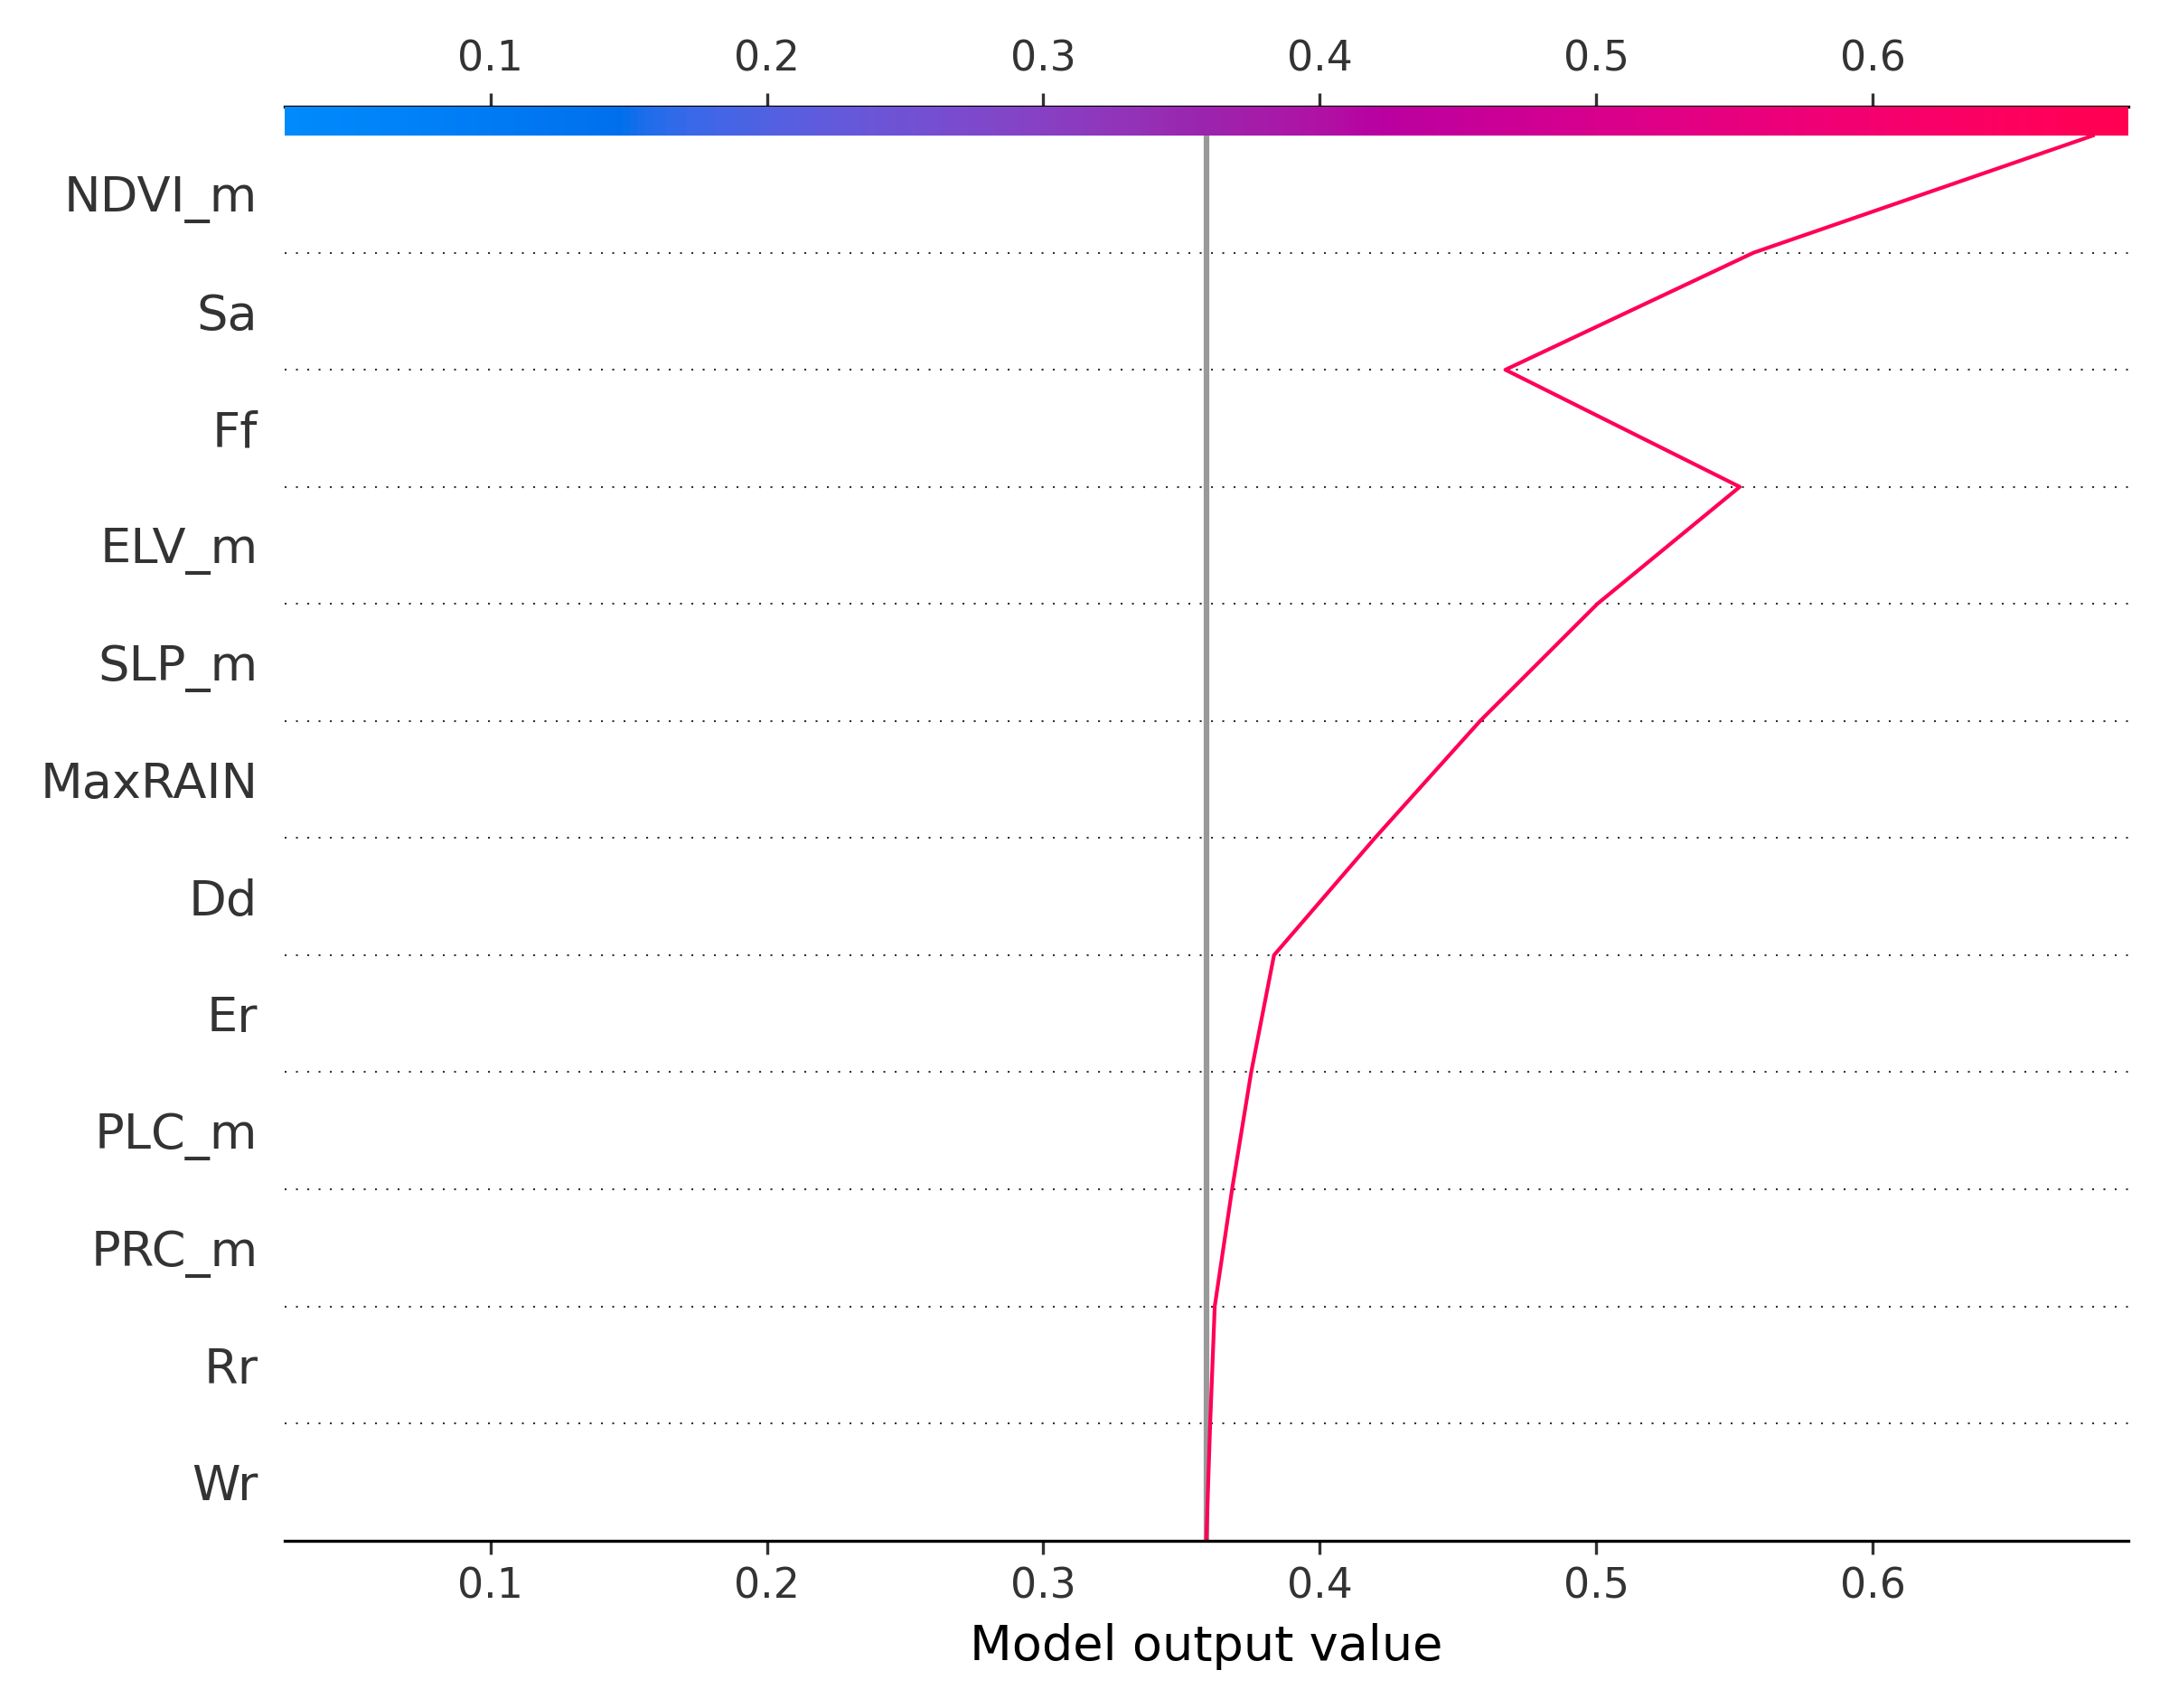 0.1 0.2 0.3 0.4 0.5 0.6
NDVI_m
Sa
Ff
ELV_m
SLP_m
MaxRAIN
Dd
Er
PLC_m
PRC_m
Rr
Wr
0.1 0.2 0.3 0.4 0.5 0.6
Model output value